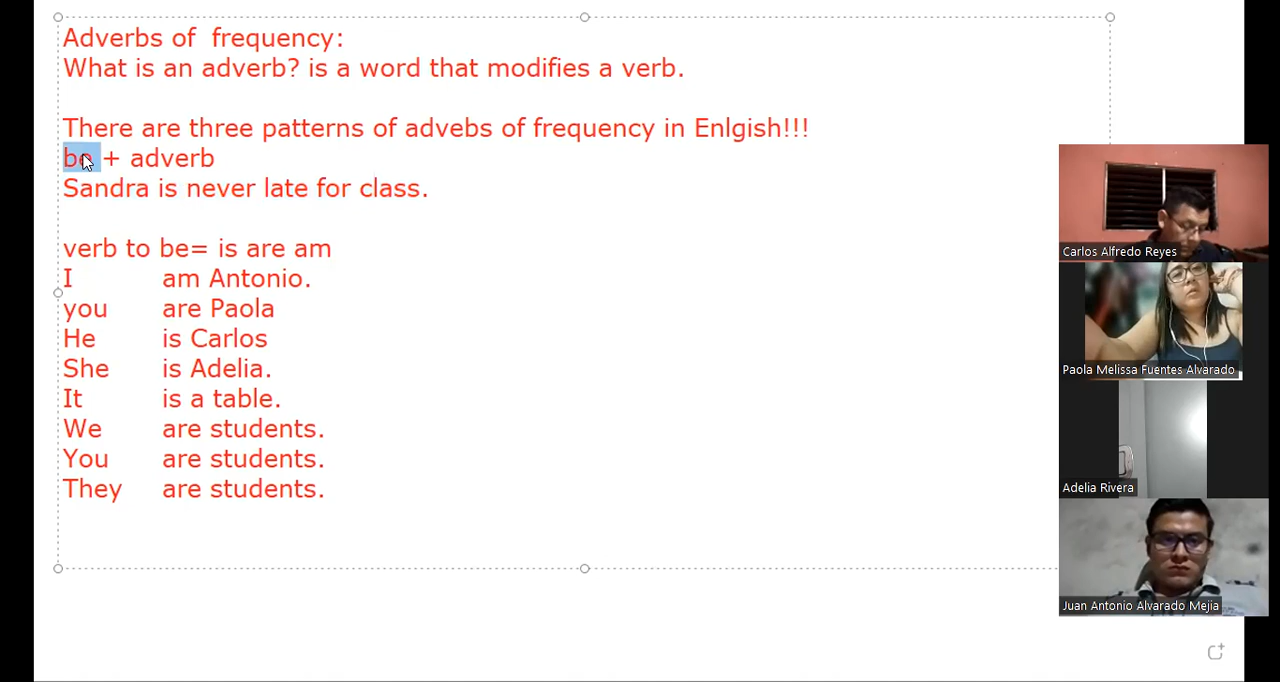 Adverbs of frequency:
What is an adverb? is a word that modifies a verb.
There are three patterns of advebs of frequency in Enlgish!!!
be + adverb
Sandra is never late for class.
verb to be= is are am
I am Antonio.
you are Paola
He is Carlos
She is Adelia.
It is a table.
We are students.
You are students.
They are students.
Carlos Alfredo Reyes
Paola Melissa Fuentes Alvarado
Adelia Rivera
Juan Antonio Alvarado Mejia